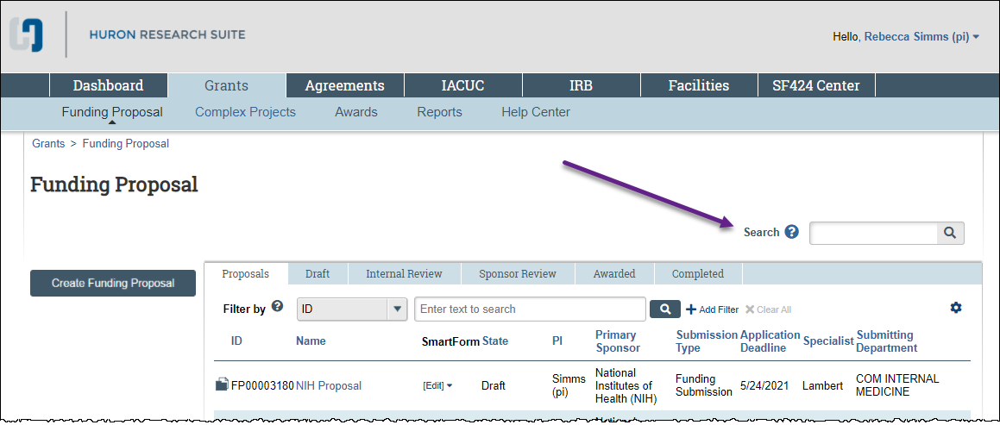 HURON RESEARCH SUITE
Hello, Rebecca Simms (pi)
Dashboard Grants Agreements IACUC IRB Facilities SF424 Center
Funding Proposal Complex Projects Awards Reports Help Center
Grants > Funding Proposal
Funding Proposal
Search ?
Create Funding Proposal
Proposals Draft Internal Review Sponsor Review Awarded Completed
Filter by ? ID Enter text to search + Add Filter × Clear All
ID Name SmartForm State PI Primary Sponsor Submission Type Application Deadline Specialist Submitting Department
FP00003180 NIH Proposal [Edit] Draft Simms (pi) National Institutes of Health (NIH) Funding Submission 5/24/2021 Lambert COM INTERNAL MEDICINE